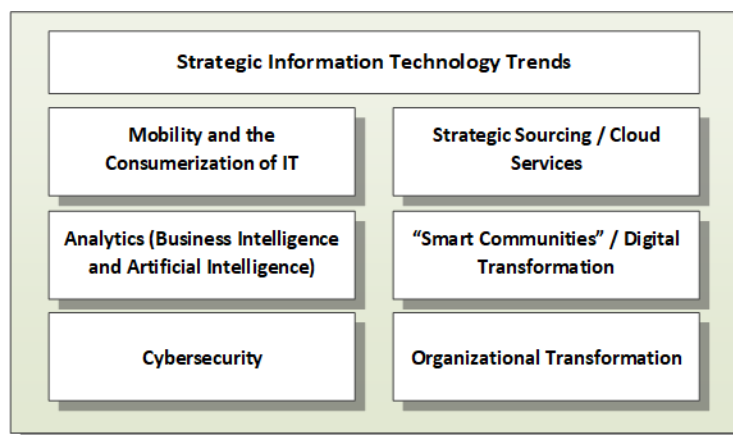 Strategic Information Technology Trends
Mobility and the
Consumerization of IT
Strategic Sourcing / Cloud
Services
Analytics (Business Intelligence
and Artificial Intelligence)
“Smart Communities” / Digital
Transformation
Cybersecurity
Organizational Transformation